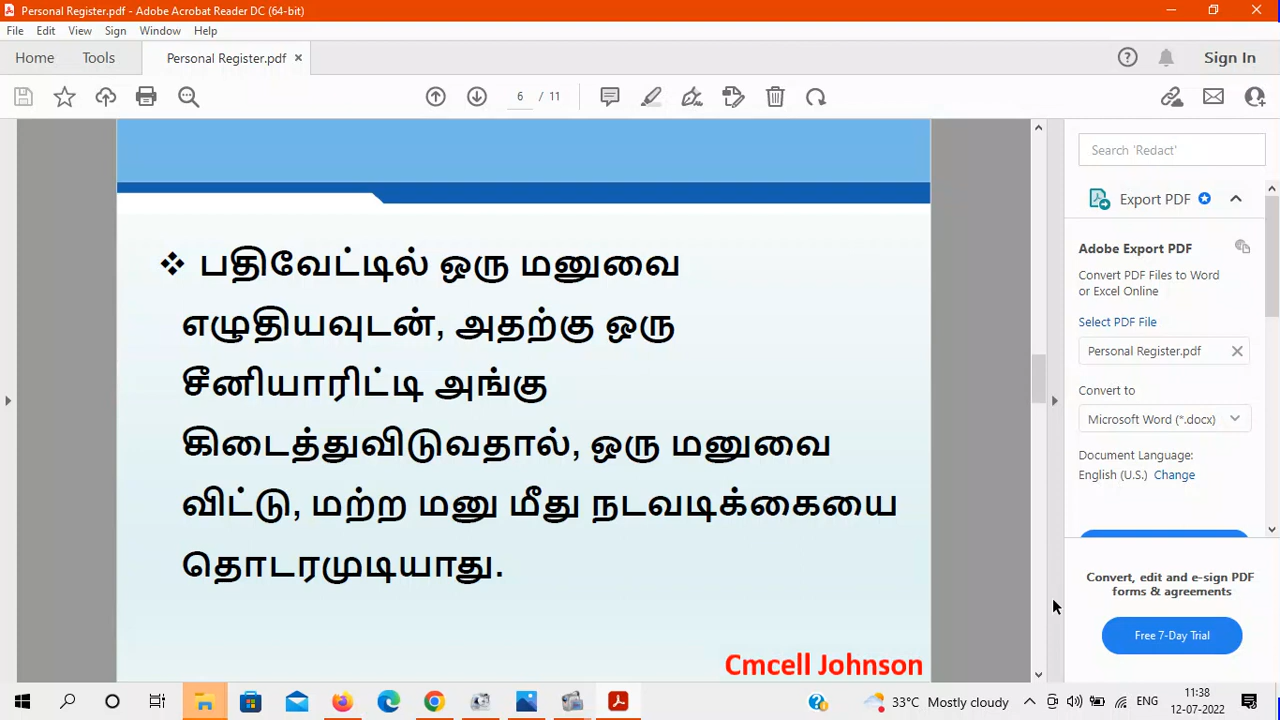 Personal Register.pdf - Adobe Acrobat Reader DC (64-bit)
File Edit View Sign Window Help
Home Tools Personal Register.pdf Sign In
6 / 11
Search 'Redact'
Export PDF
❖ பதிவேட்டில் ஒரு மனுவை
எழுதியவுடன், அதற்கு ஒரு
சீனியாரிட்டி அங்கு
கிடைத்துவிடுவதால், ஒரு மனுவை
விட்டு, மற்ற மனு மீது நடவடிக்கையை
தொடரமுடியாது.
Cmcell Johnson
Adobe Export PDF
Convert PDF Files to Word
or Excel Online
Select PDF File
Personal Register.pdf
Convert to
Microsoft Word (*.docx)
Document Language:
English (U.S.) Change
Convert, edit and e-sign PDF
forms & agreements
Free 7-Day Trial
33°C Mostly cloudy ENG 11:38
12-07-2022